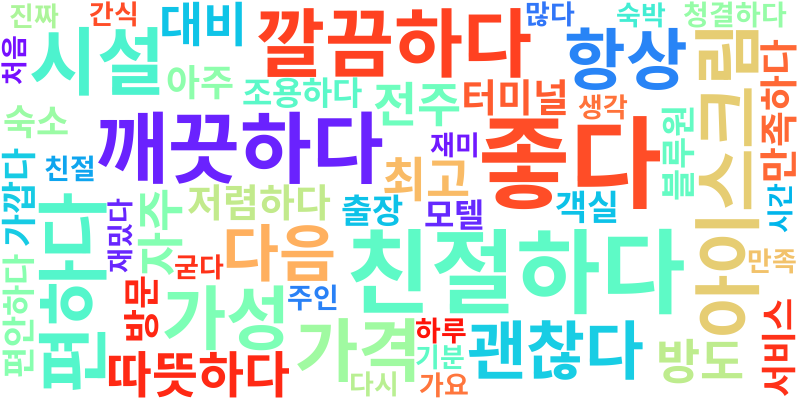 진짜
간식
대비
깔끔하다
많다
숙박
청결하다
처음
시설
아주
조용하다
전주
터미널
항상
생각
아이스크림
만족하다
숙소
깨끗하다
재미
좋다
블루원
가깝다
친절
최고
저렴하다
출장
모텔
객실
시간
편하다
재밌다
자주
다음
굳다
친절하다
만족
편안하다
방문
가성
주인
가격
하루
기분
괜찮다
방도
서비스
따뜻하다
다시
가요